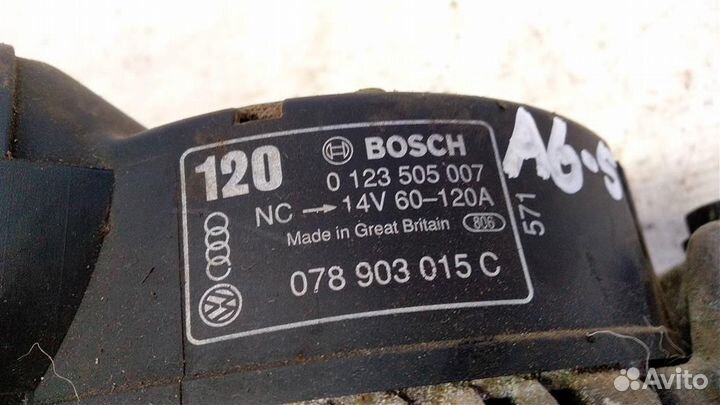 120 BOSCH
0 123 505 007
NC → 14V 60-120A
Made in Great Britain 806
078 903 015 C
571
A6·S
Avito